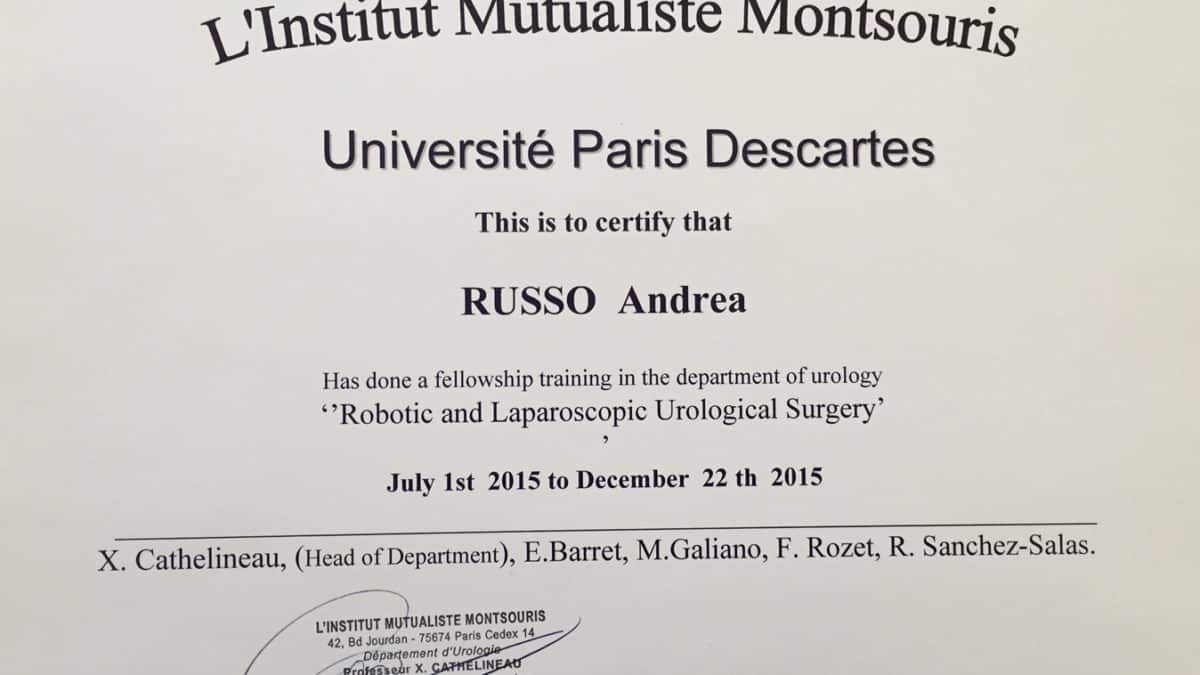 L'Institut Mutualiste Montsouris
Université Paris Descartes
This is to certify that
RUSSO Andrea
Has done a fellowship training in the department of urology
‘’Robotic and Laparoscopic Urological Surgery’
’
July 1st 2015 to December 22 th 2015
X. Cathelineau, (Head of Department), E.Barret, M.Galiano, F. Rozet, R. Sanchez-Salas.
L'INSTITUT MUTUALISTE MONTSOURIS
42, Bd Jourdan - 75674 Paris Cedex 14
Département d'Urologie
Professeur X. CATHELINEAU